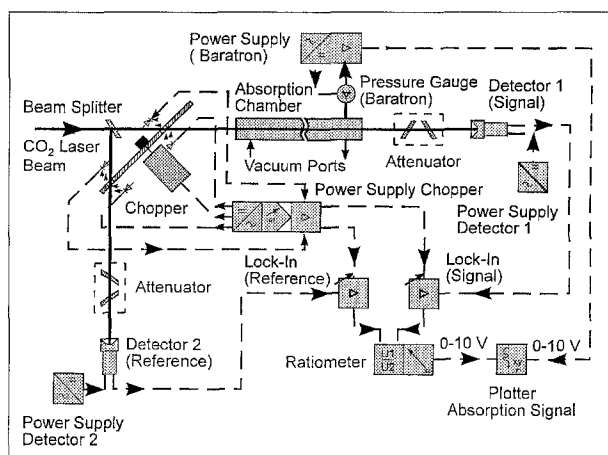 Power Supply
( Baratron)
Pressure Gauge
(Baratron)
Detector 1
(Signal)
Absorption
Chamber
Beam Splitter
CO2 Laser
Beam
Attenuator
Vacuum Ports
Power Supply Chopper
Chopper
Power Supply
Detector 1
Lock-In
(Reference)
Lock-In
(Signal)
Attenuator
Detector 2
(Reference)
0-10 V
0-10 V
U1
U2
Ratiometer
Plotter
Absorption Signal
Power Supply
Detector 2